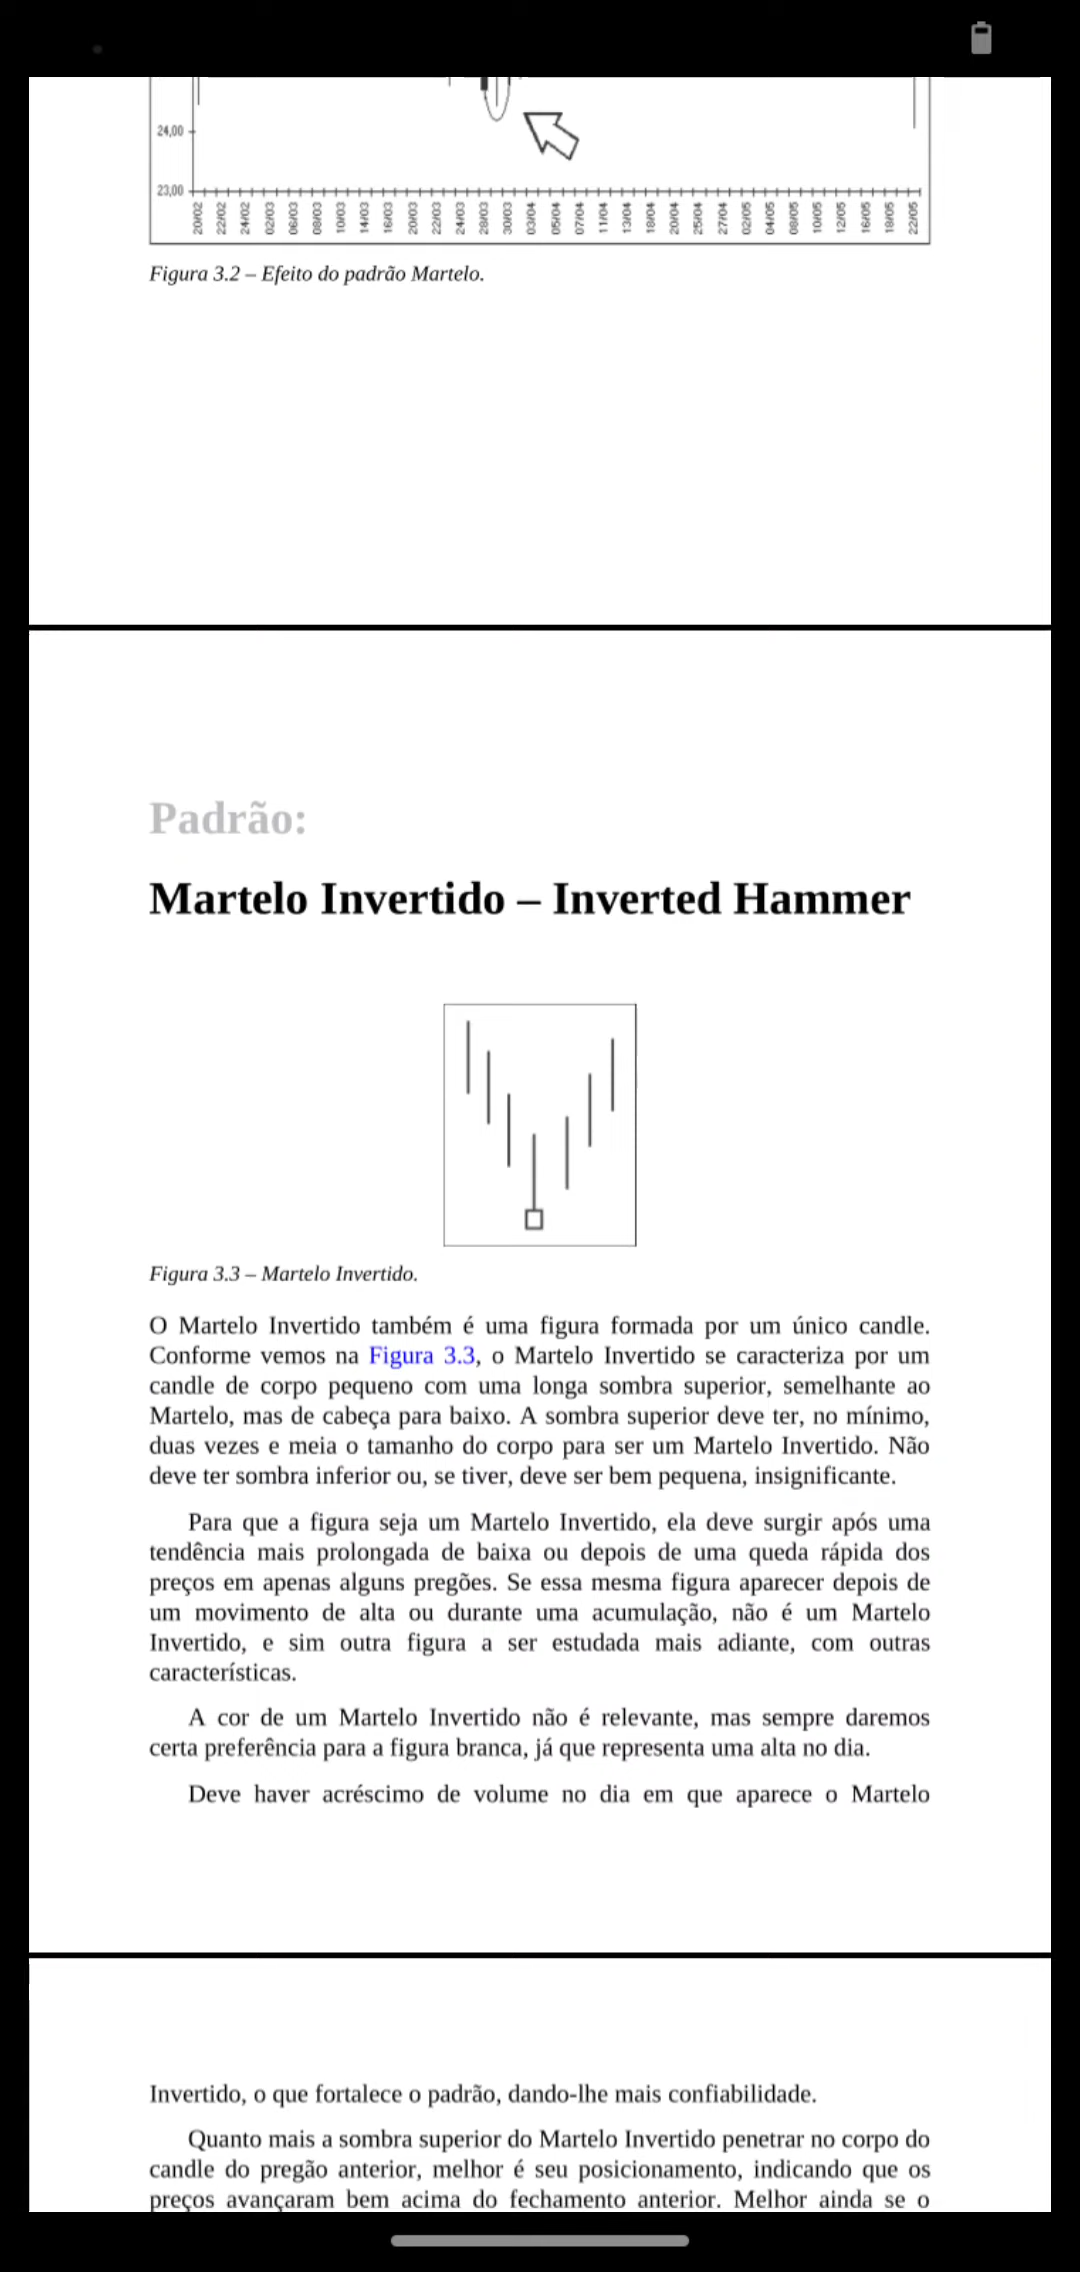 24,00
23,00
20/02 22/02 24/02 02/03 06/03 08/03 10/03 14/03 16/03 20/03 22/03 24/03 28/03 30/03 03/04 05/04 07/04 11/04 13/04 18/04 20/04 25/04 27/04 02/05 04/05 08/05 10/05 12/05 16/05 18/05 22/05
Figura 3.2 – Efeito do padrão Martelo.
Padrão:
Martelo Invertido – Inverted Hammer
Figura 3.3 – Martelo Invertido.
O Martelo Invertido também é uma figura formada por um único candle.
Conforme vemos na Figura 3.3, o Martelo Invertido se caracteriza por um
candle de corpo pequeno com uma longa sombra superior, semelhante ao
Martelo, mas de cabeça para baixo. A sombra superior deve ter, no mínimo,
duas vezes e meia o tamanho do corpo para ser um Martelo Invertido. Não
deve ter sombra inferior ou, se tiver, deve ser bem pequena, insignificante.
Para que a figura seja um Martelo Invertido, ela deve surgir após uma
tendência mais prolongada de baixa ou depois de uma queda rápida dos
preços em apenas alguns pregões. Se essa mesma figura aparecer depois de
um movimento de alta ou durante uma acumulação, não é um Martelo
Invertido, e sim outra figura a ser estudada mais adiante, com outras
características.
A cor de um Martelo Invertido não é relevante, mas sempre daremos
certa preferência para a figura branca, já que representa uma alta no dia.
Deve haver acréscimo de volume no dia em que aparece o Martelo
Invertido, o que fortalece o padrão, dando-lhe mais confiabilidade.
Quanto mais a sombra superior do Martelo Invertido penetrar no corpo do
candle do pregão anterior, melhor é seu posicionamento, indicando que os
preços avançaram bem acima do fechamento anterior. Melhor ainda se o